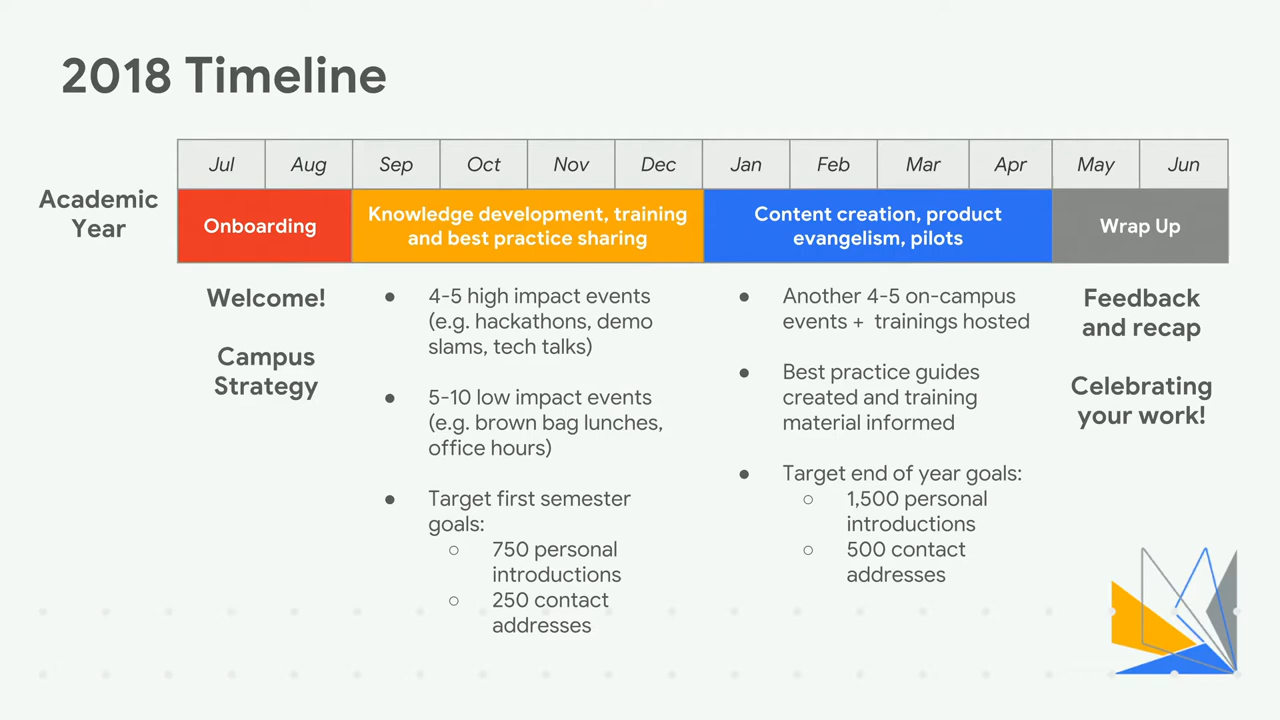 2018 Timeline
Jul Aug Sep Oct Nov Dec Jan Feb Mar Apr May Jun
Academic
Year
Onboarding
Knowledge development, training
and best practice sharing
Content creation, product
evangelism, pilots
Wrap Up
Welcome!
Campus
Strategy
● 4-5 high impact events
(e.g. hackathons, demo
slams, tech talks)
● 5-10 low impact events
(e.g. brown bag lunches,
office hours)
● Target first semester
goals:
○ 750 personal
introductions
○ 250 contact
addresses
● Another 4-5 on-campus
events + trainings hosted
● Best practice guides
created and training
material informed
● Target end of year goals:
○ 1,500 personal
introductions
○ 500 contact
addresses
Feedback
and recap
Celebrating
your work!